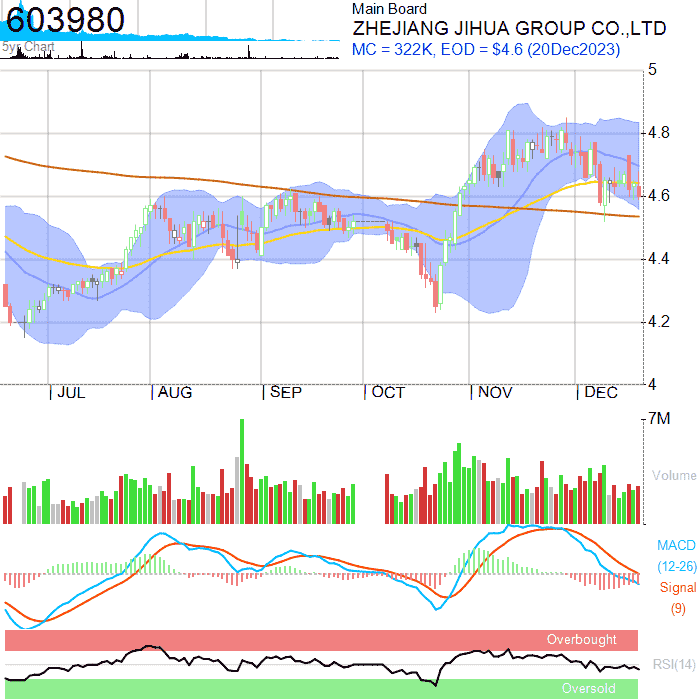 603980
5yr Chart
Main Board
ZHEJIANG JIHUA GROUP CO.,LTD
MC = 322K, EOD = $4.6 (20Dec2023)
5
4.8
4.6
4.4
4.2
4
JUL AUG SEP OCT NOV DEC
7M
Volume
MACD
(12-26)
Signal
(9)
Overbought
RSI(14)
Oversold